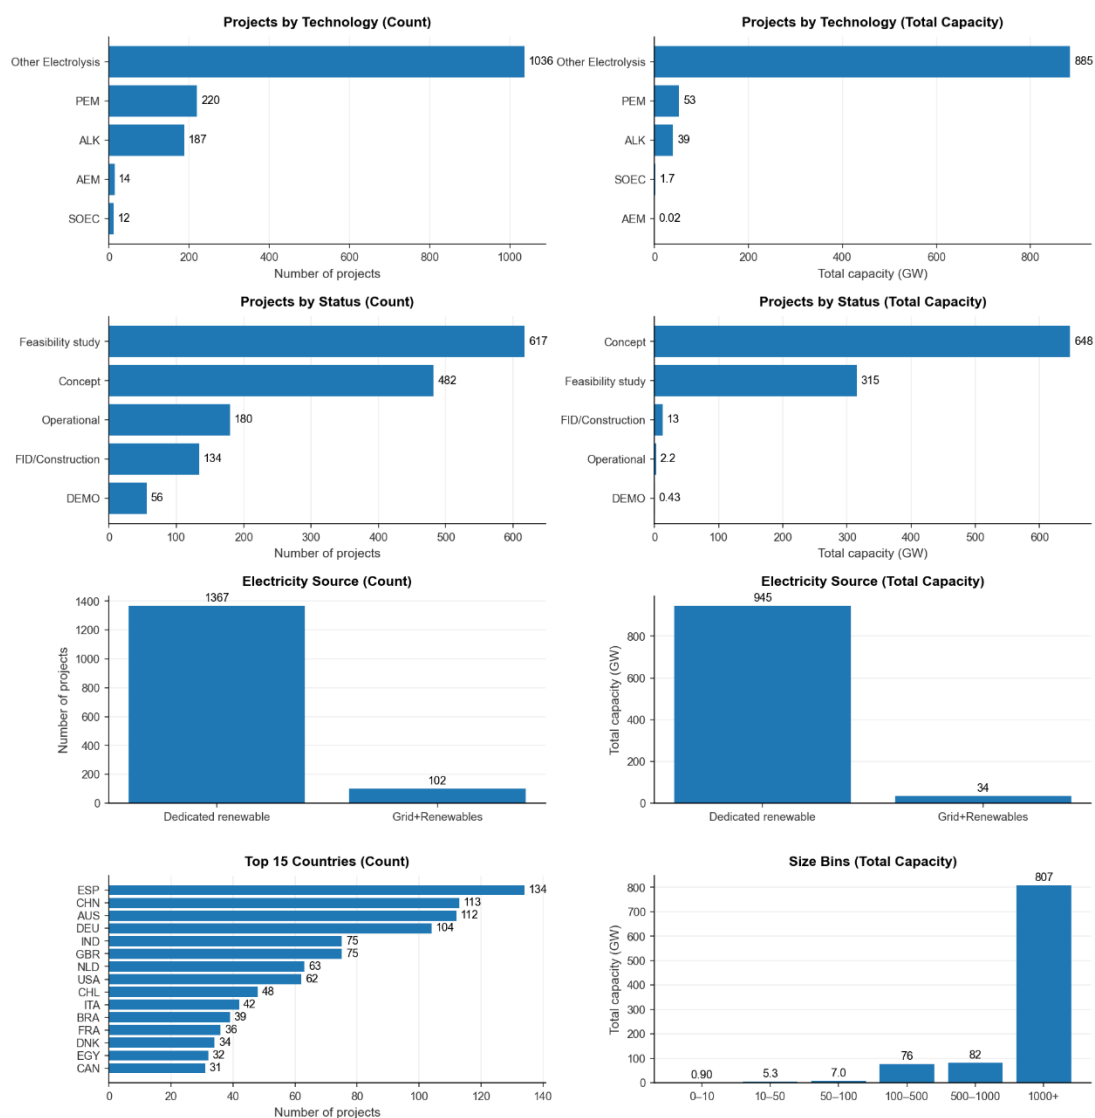 Projects by Technology (Count)
Other Electrolysis 1036
PEM 220
ALK 187
AEM 14
SOEC 12
0 200 400 600 800 1000
Number of projects
Projects by Technology (Total Capacity)
Other Electrolysis 885
PEM 53
ALK 39
SOEC 1.7
AEM 0.02
0 200 400 600 800
Total capacity (GW)
Projects by Status (Count)
Feasibility study 617
Concept 482
Operational 180
FID/Construction 134
DEMO 56
0 100 200 300 400 500 600
Number of projects
Projects by Status (Total Capacity)
Concept 648
Feasibility study 315
FID/Construction 13
Operational 2.2
DEMO 0.43
0 100 200 300 400 500 600
Total capacity (GW)
Electricity Source (Count)
Number of projects
1400
1200
1000
800
600
400
200
0
1367 102
Dedicated renewable Grid+Renewables
Electricity Source (Total Capacity)
Total capacity (GW)
800
600
400
200
0
945 34
Dedicated renewable Grid+Renewables
Top 15 Countries (Count)
0 20 40 60 80 100 120 140
ESP 134
CHN 113
AUS 112
DEU 104
IND 75
GBR 75
NLD 63
USA 62
CHL 48
ITA 42
BRA 39
FRA 36
DNK 34
EGY 32
CAN 31
0 20 40 60 80 100 120 140
Number of projects
Size Bins (Total Capacity)
Total capacity (GW)
800
700
600
500
400
300
200
100
0
0.90 5.3 7.0 76 82 807
0–10 10–50 50–100 100–500 500–1000 1000+